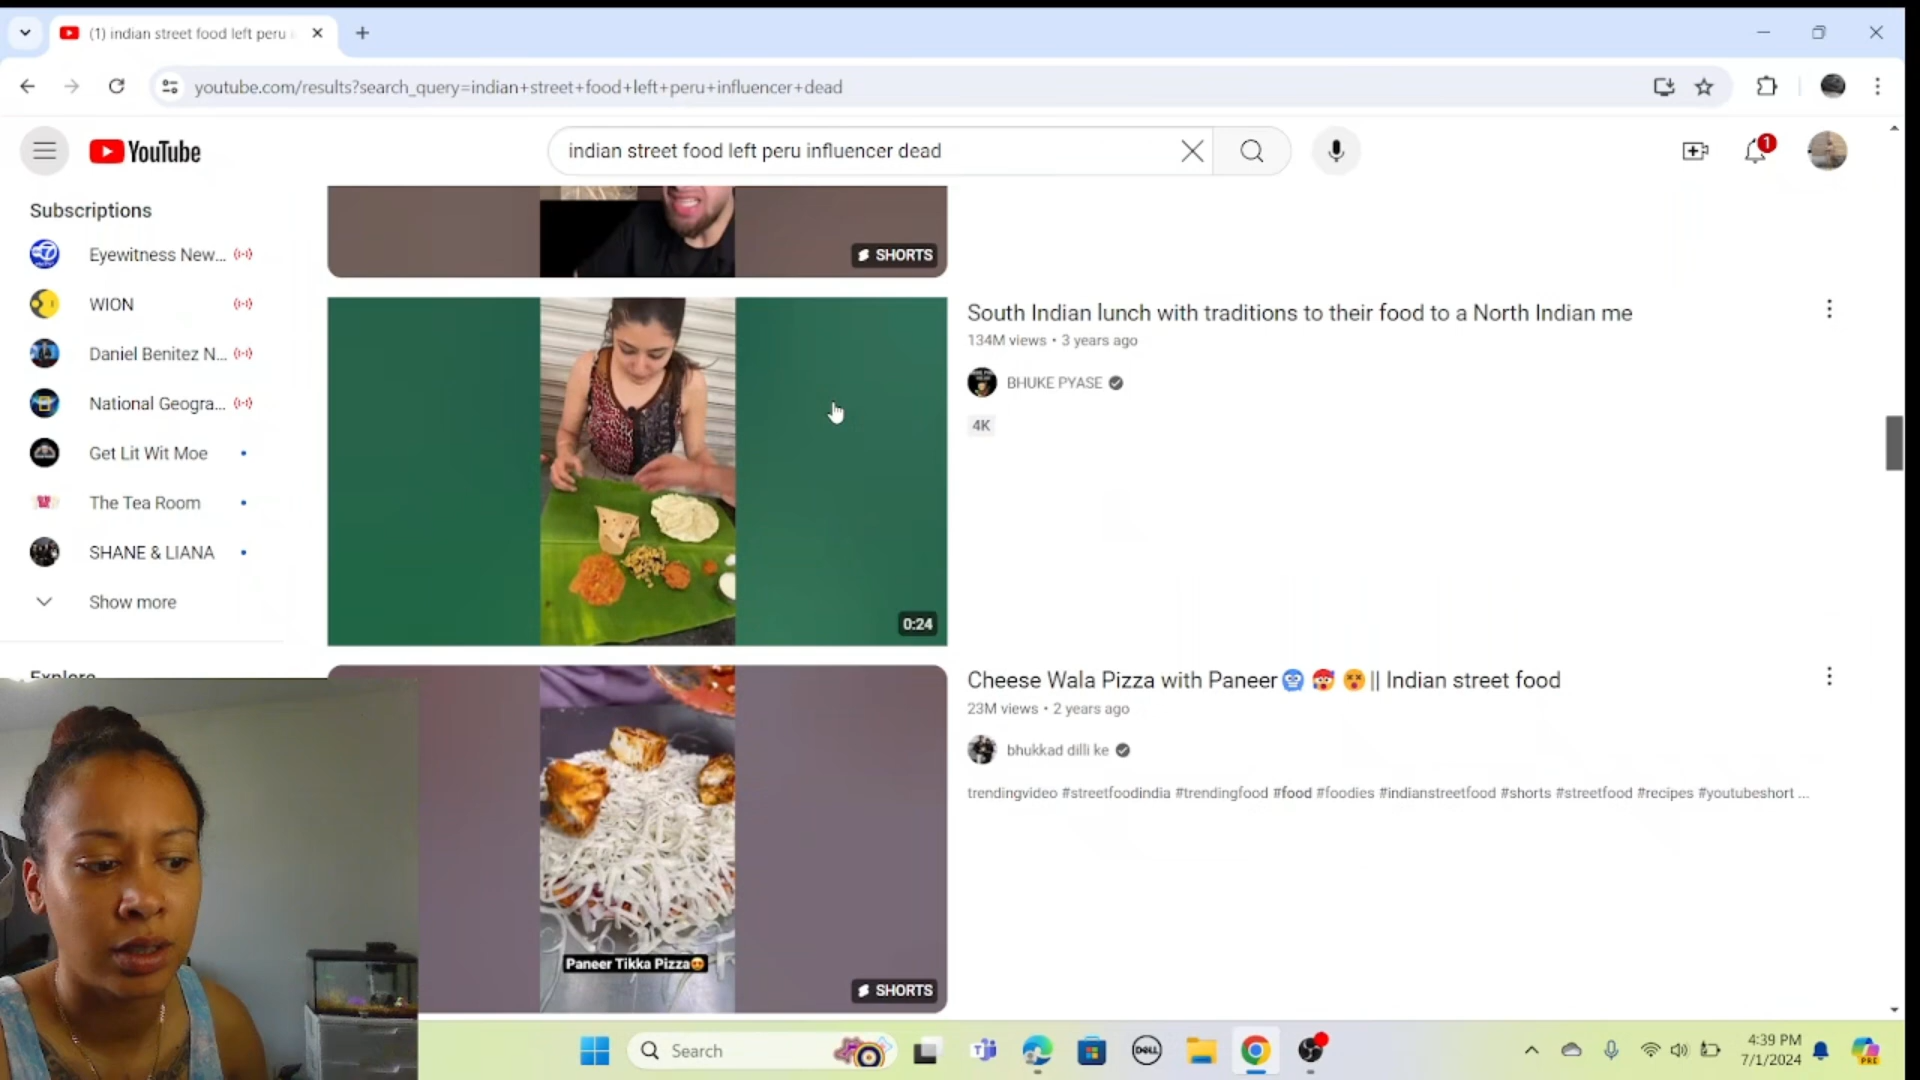 (1) indian street food left peru i
youtube.com/results?search_query=indian+street+food+left+peru+influencer+dead
YouTube
indian street food left peru influencer dead
1
Subscriptions
Eyewitness New...
WION
Daniel Benitez N...
National Geogra...
Get Lit Wit Moe
The Tea Room
SHANE & LIANA
Show more
Explore
SHORTS
South Indian lunch with traditions to their food to a North Indian me
134M views • 3 years ago
BHUKE PYASE
4K
0:24
Cheese Wala Pizza with Paneer🥶 🥳 😵|| Indian street food
23M views • 2 years ago
bhukkad dilli ke
trendingvideo #streetfoodindia #trendingfood #food #foodies #indianstreetfood #shorts #streetfood #recipes #youtubeshort ...
Paneer Tikka Pizza😍
SHORTS
Search
DELL
4:39 PM
7/1/2024
PRE